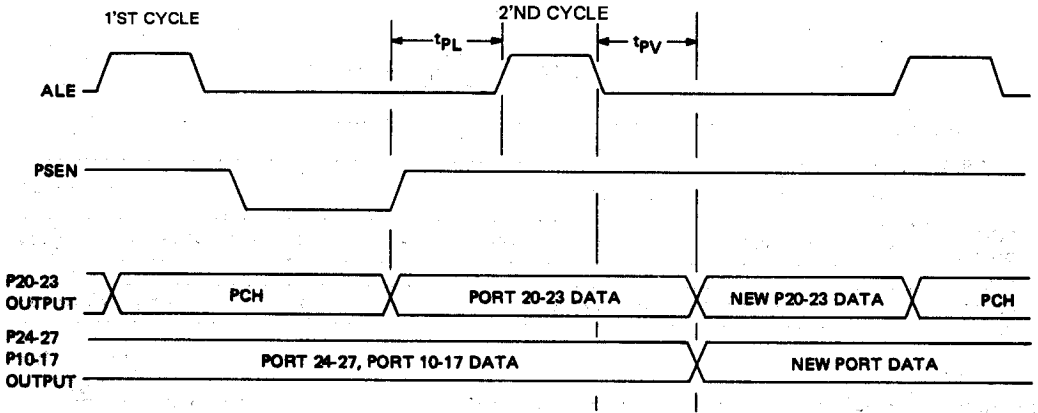 1'ST CYCLE
2'ND CYCLE
tPL
tPV
ALE
PSEN
P20-23
OUTPUT
PCH
PORT 20-23 DATA
NEW P20-23 DATA
PCH
P24-27
P10-17
OUTPUT
PORT 24-27, PORT 10-17 DATA
NEW PORT DATA